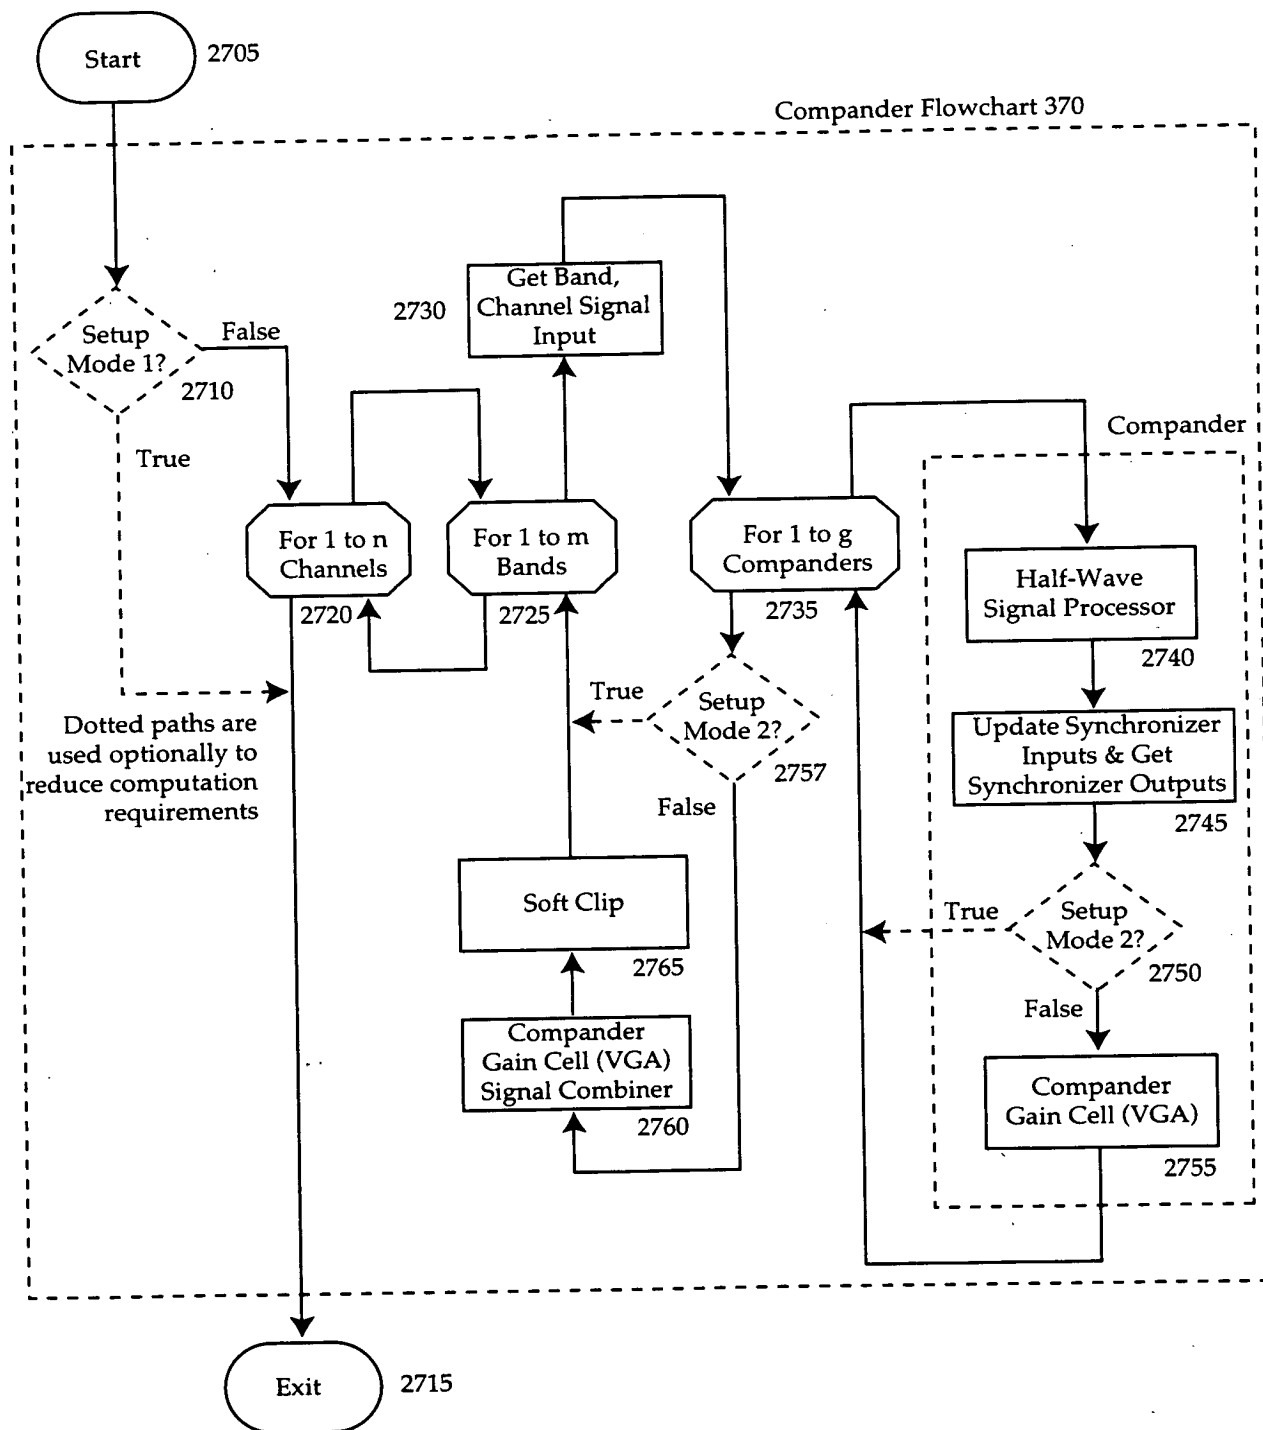 Start
2705
Compander Flowchart 370
Setup
Mode 1?
2710
False
True
Get Band,
Channel Signal
Input
2730
For 1 to n
Channels
2720
For 1 to m
Bands
2725
For 1 to g
Companders
2735
Compander
Half-Wave
Signal Processor
2740
Update Synchronizer
Inputs & Get
Synchronizer Outputs
2745
Setup
Mode 2?
2750
True
False
Compander
Gain Cell (VGA)
2755
Setup
Mode 2?
2757
True
False
Dotted paths are
used optionally to
reduce computation
requirements
Soft Clip
2765
Compander
Gain Cell (VGA)
Signal Combiner
2760
Exit
2715